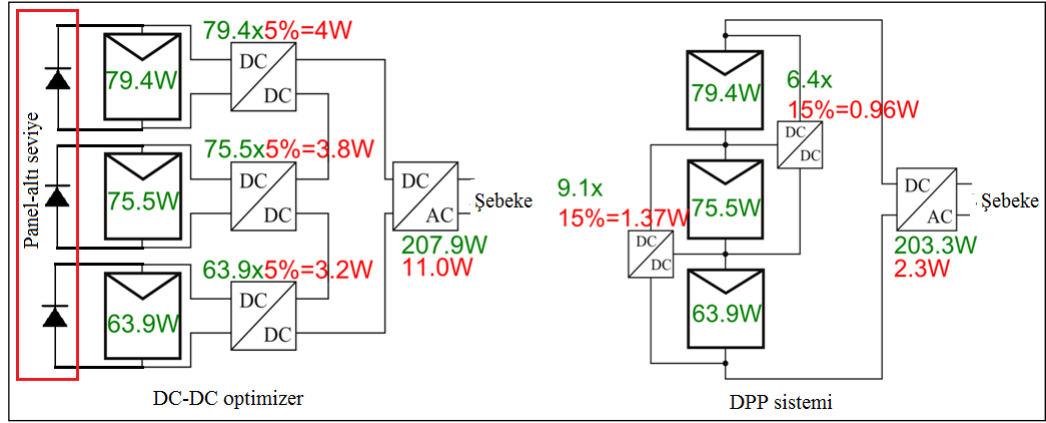 Panel-altı seviye
79.4W
79.4x5%=4W
DC
DC
75.5W
75.5x5%=3.8W
DC
DC
63.9W
63.9x5%=3.2W
DC
DC
DC
AC
Şebeke
207.9W
11.0W
DC-DC optimizer
79.4W
6.4x
15%=0.96W
DC
DC
75.5W
9.1x
15%=1.37W
DC
DC
63.9W
DC
AC
Şebeke
203.3W
2.3W
DPP sistemi